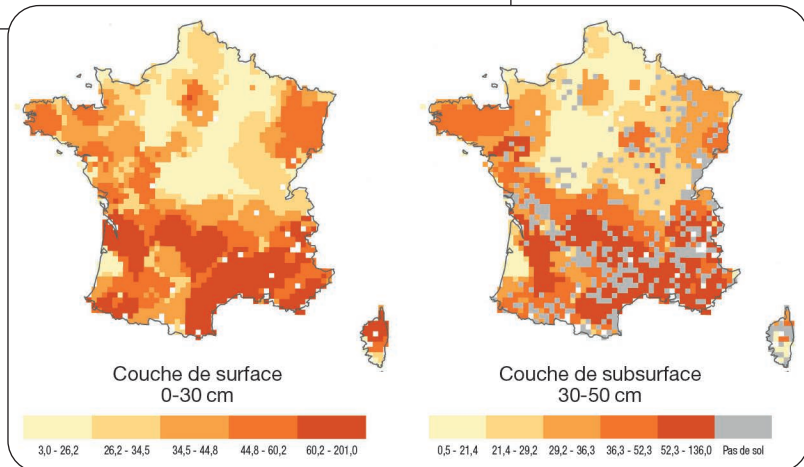 Couche de surface
0-30 cm
3,0 - 26,2
26,2 - 34,5
34,5 - 44,8
44,8 - 60,2
60,2 - 201,0
Couche de subsurface
30-50 cm
0,5 - 21,4
21,4 - 29,2
29,2 - 36,3
36,3 - 52,3
52,3 - 136,0
Pas de sol